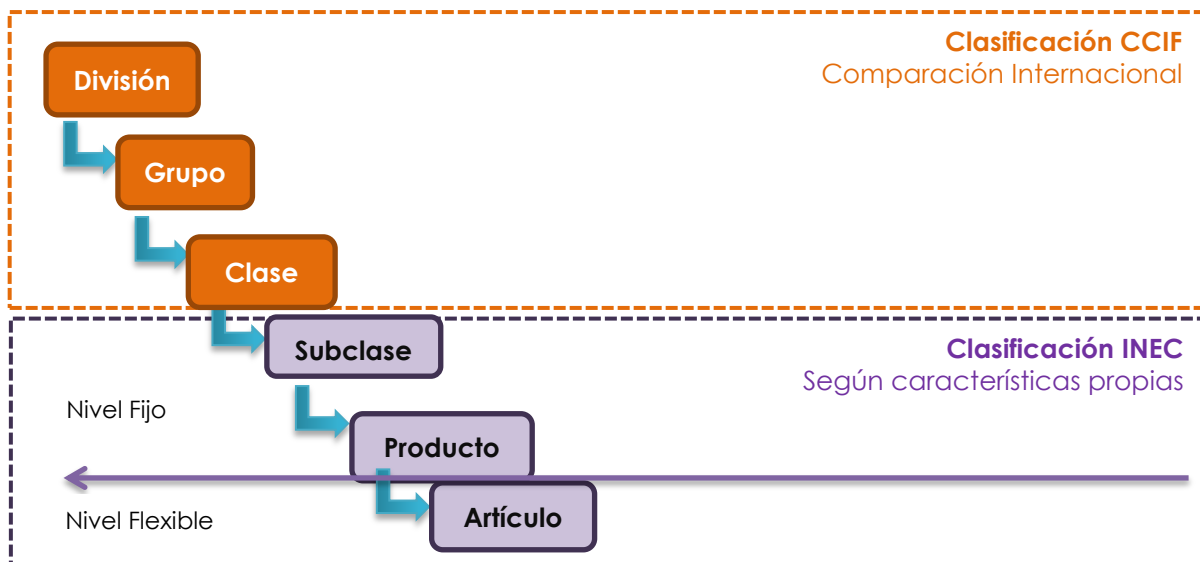 Clasificación CCIF
Comparación Internacional
División
Grupo
Clase
Subclase
Clasificación INEC
Según características propias
Nivel Fijo
Producto
Nivel Flexible
Artículo